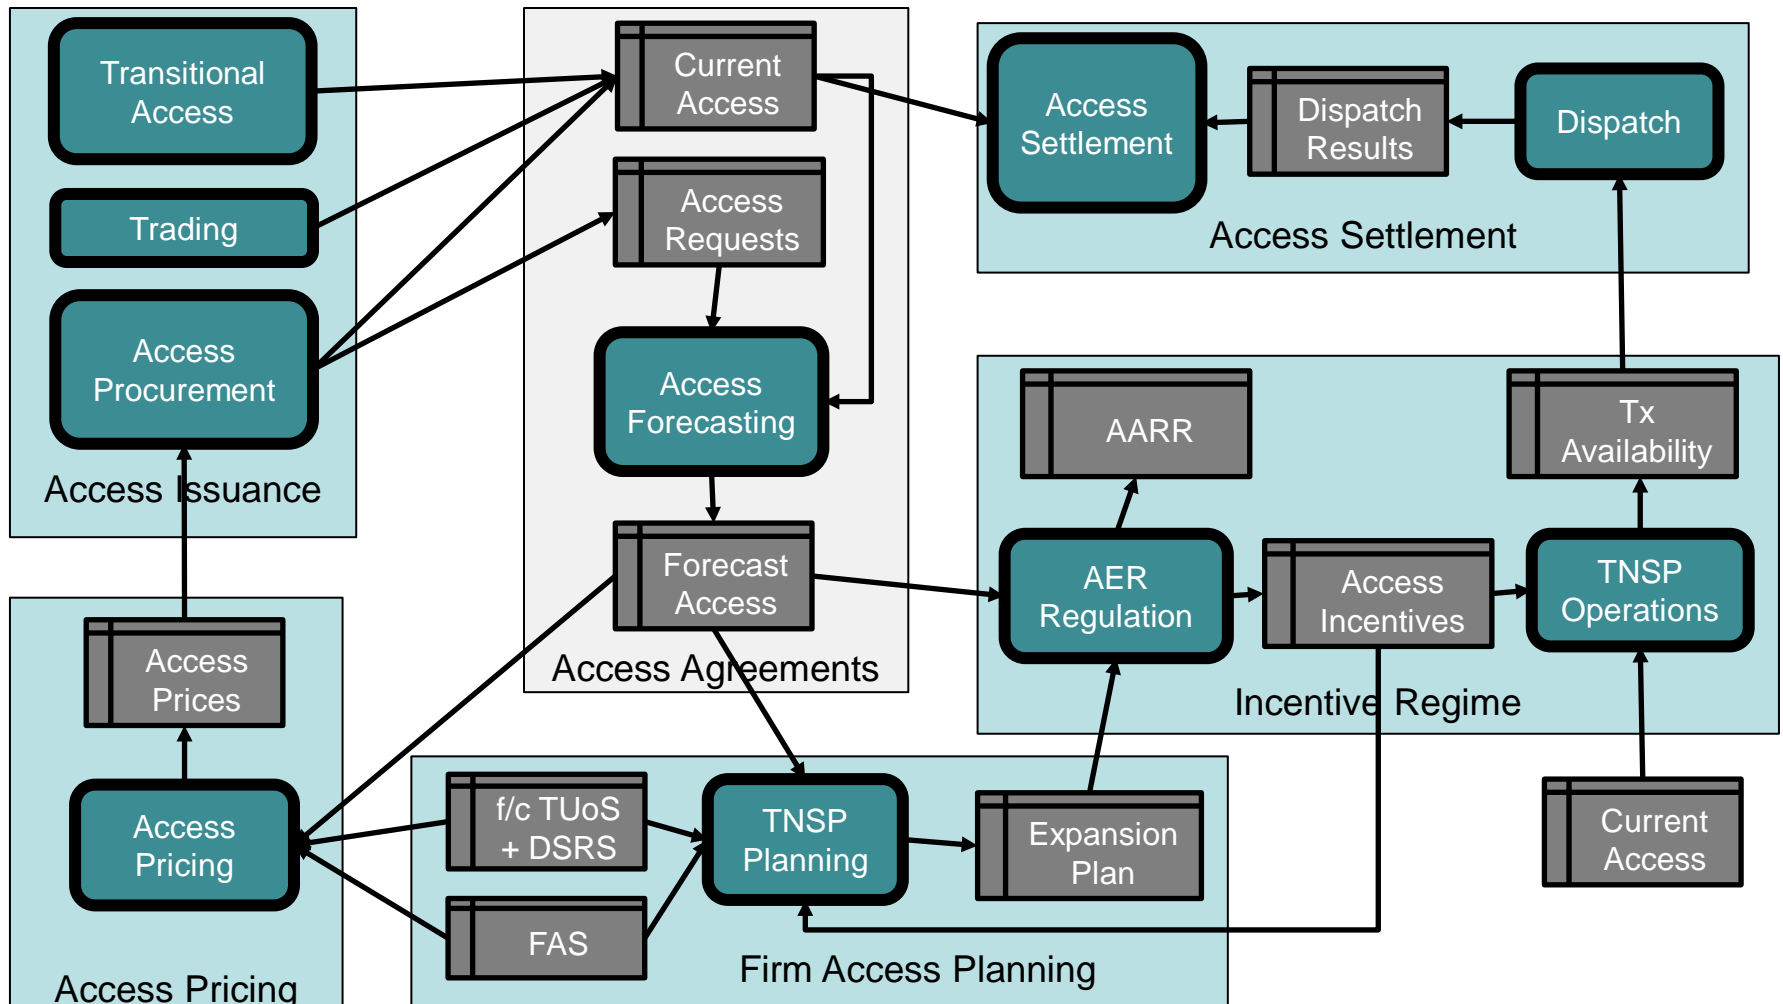 Transitional
Access
Trading
Access
Procurement
Access Issuance
Current
Access
Access
Requests
Access
Forecasting
Forecast
Access
Access Agreements
Access
Settlement
Dispatch
Results
Dispatch
Access Settlement
AARR
Tx
Availability
AER
Regulation
Access
Incentives
TNSP
Operations
Incentive Regime
Access
Prices
Access
Pricing
Access Pricing
f/c TUoS
+ DSRS
FAS
TNSP
Planning
Expansion
Plan
Firm Access Planning
Current
Access